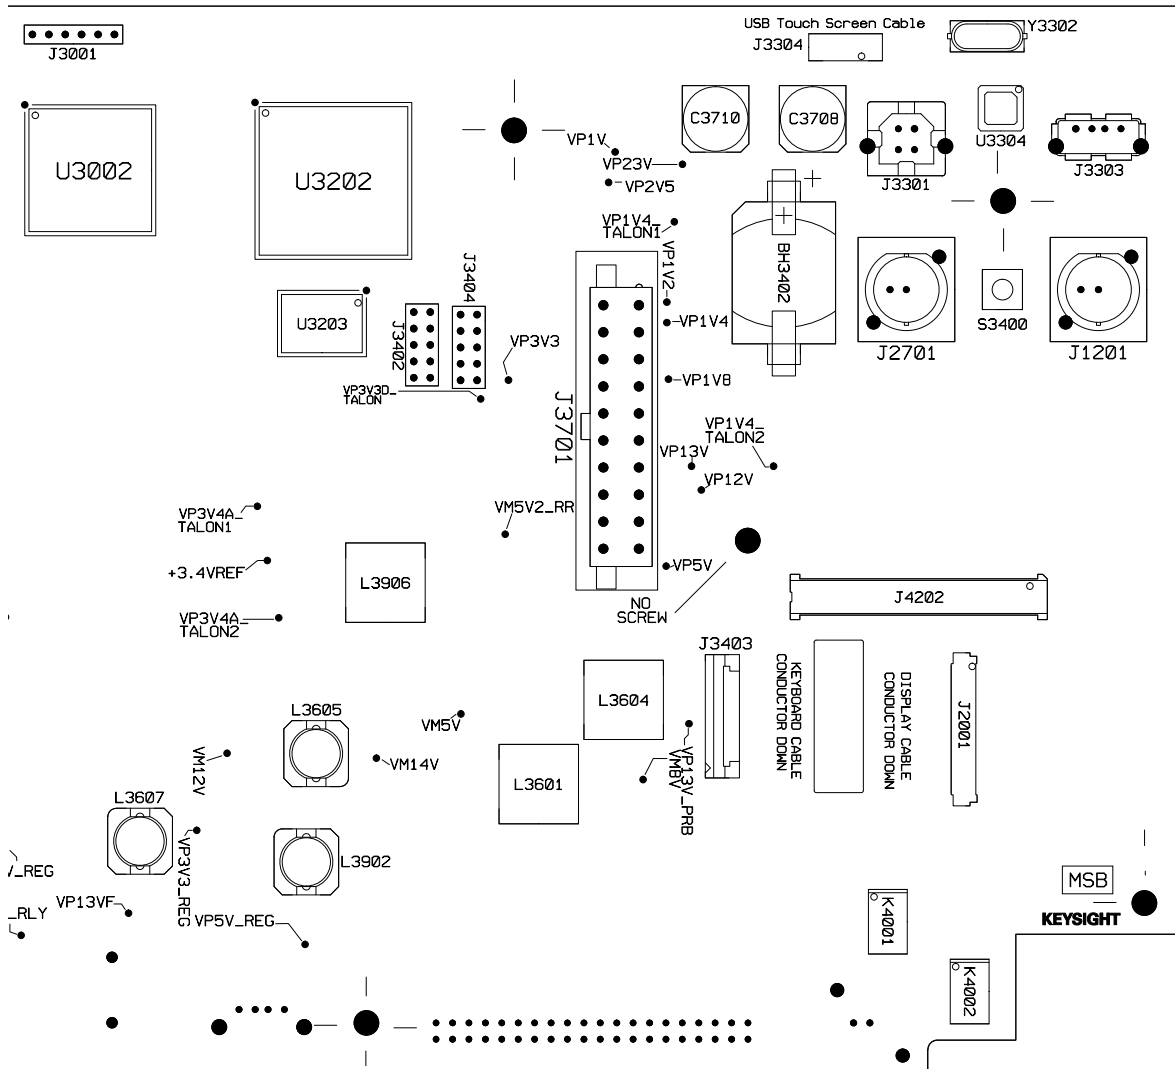 USB Touch Screen Cable
Y3302
J3304
J3001
C3710
C3708
U3304
VP1V
VP23V
VP2V5
J3301
J3303
U3002
U3202
VP1V4_
TALON1
VP1V2
BH3402
J3404
J3402
U3203
VP1V4
S3400
J2701
J1201
VP3V3
VP3V3D_
TALON
VP1V8
J3701
VP1V4_
TALON2
VP13V
VP12V
VP3V4A_
TALON1
VM5V2_RR
+3.4VREF
L3906
VP5V
J4202
VP3V4A_
TALON2
NO
SCREW
J3403
KEYBOARD CABLE
CONDUCTOR DOWN
DISPLAY CABLE
CONDUCTOR DOWN
J2001
L3604
L3605
VM5V
VM12V
VM14V
VM8V
VP13V_PRB
L3601
L3607
VP3V3_REG
L3902
V_REG
MSB
VP13VF
_RLY
VP5V_REG
K4001
KEYSIGHT
K4002